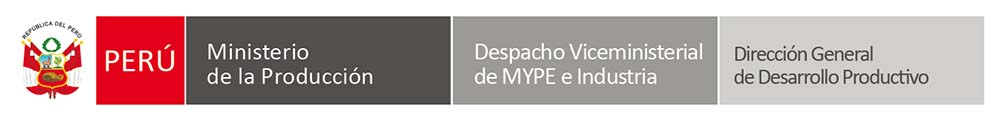 REPÚBLICA DEL PERÚ
PERÚ
Ministerio
de la Producción
Despacho Viceministerial
de MYPE e Industria
Dirección General
de Desarrollo Productivo